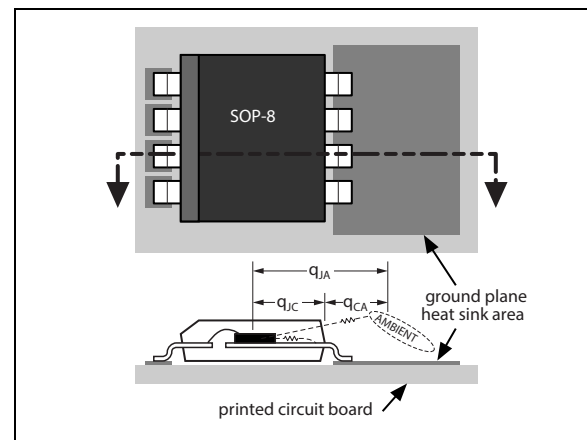 SOP-8
qJA
qJC
qCA
AMBIENT
ground plane
heat sink area
printed circuit board